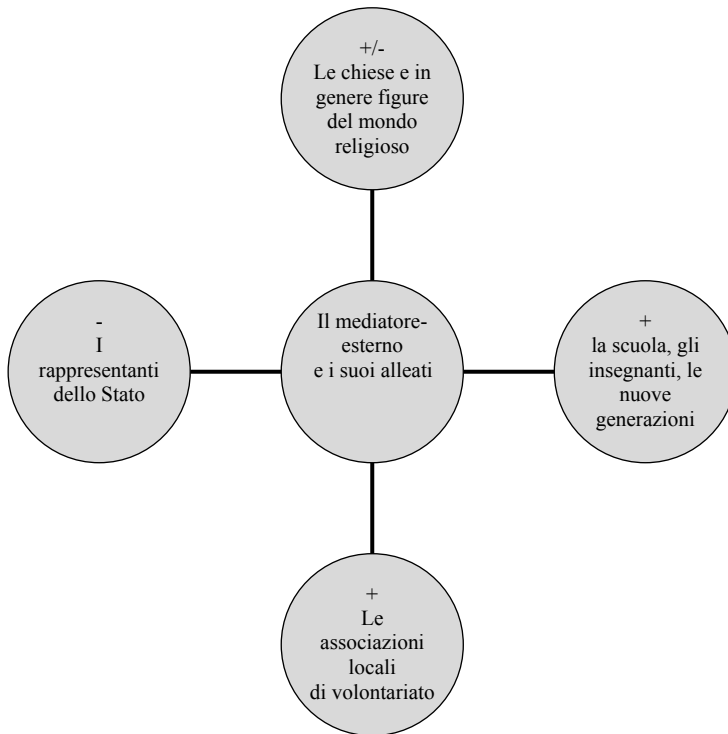 +/-
Le chiese e in
genere figure
del mondo
religioso
-
I
rappresentanti
dello Stato
Il mediatore-
esterno
e i suoi alleati
+
la scuola, gli
insegnanti, le
nuove
generazioni
+
Le
associazioni
locali
di volontariato